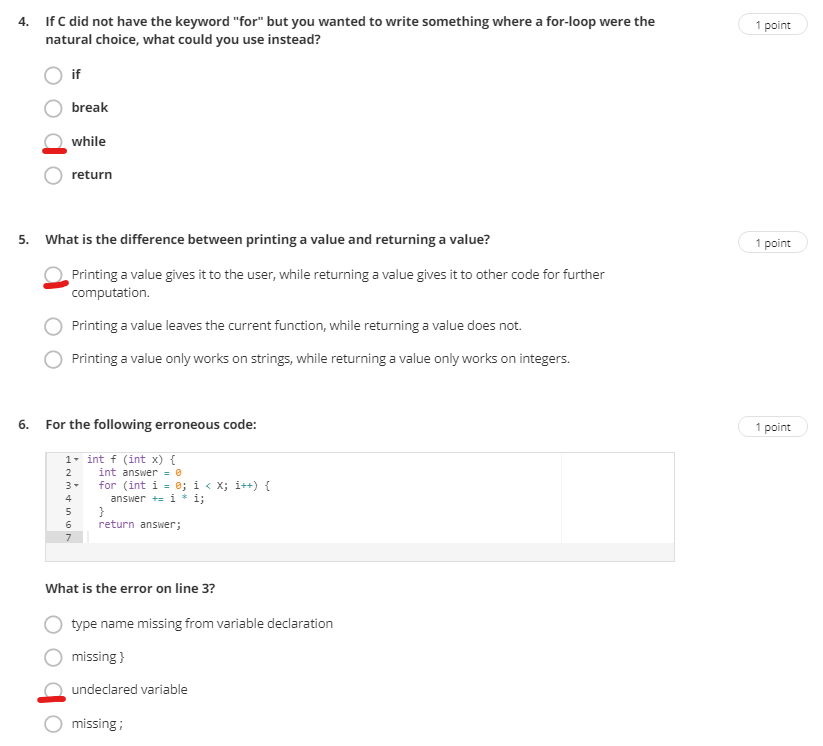 4. If C did not have the keyword "for" but you wanted to write something where a for-loop were the
natural choice, what could you use instead?
1 point
if
break
while
return
5. What is the difference between printing a value and returning a value?
1 point
Printing a value gives it to the user, while returning a value gives it to other code for further
computation.
Printing a value leaves the current function, while returning a value does not.
Printing a value only works on strings, while returning a value only works on integers.
6. For the following erroneous code:
1 point
1 int f (int x) {
2 int answer = 0
3 for (int i = 0; i < X; i++) {
4 answer += i * i;
5 }
6 return answer;
7
What is the error on line 3?
type name missing from variable declaration
missing }
undeclared variable
missing ;